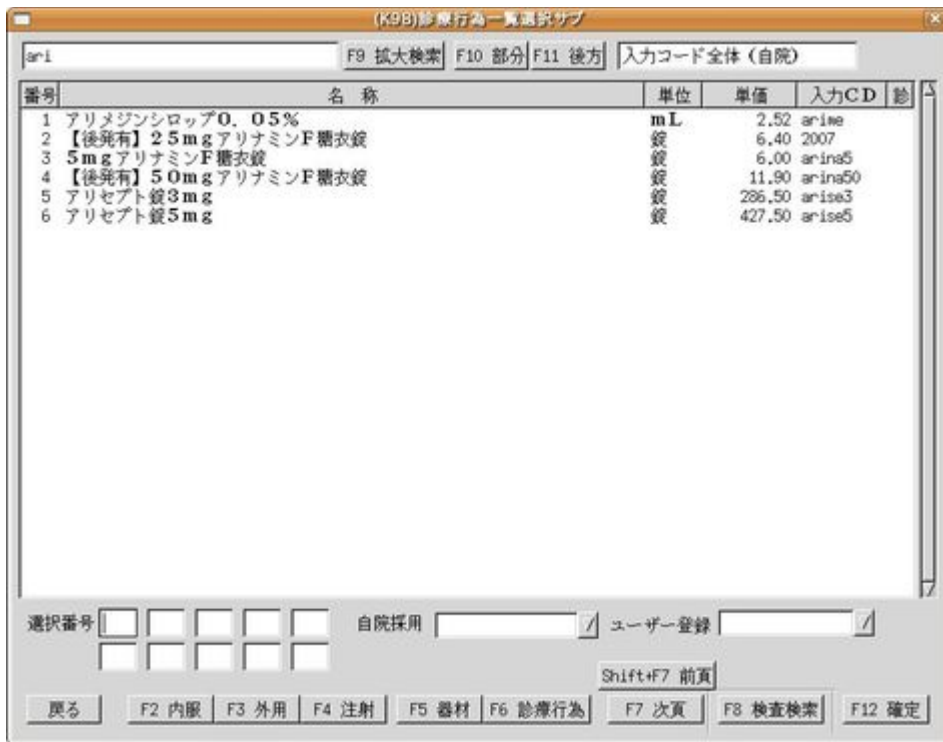 (K98)診療行為一覧選択サブ
ari F9 拡大検索 F10 部分 F11 後方 入力コード全体（自院）
番号 名 称 単位 単価 入力CD 診
1 アリメジンシロップ０．０５％ mL 2.52 arime
2 【後発有】２５ｍｇアリナミンＦ糖衣錠 錠 6.40 2007
3 ５ｍｇアリナミンＦ糖衣錠 錠 6.00 arina5
4 【後発有】５０ｍｇアリナミンＦ糖衣錠 錠 11.90 arina50
5 アリセプト錠３ｍｇ 錠 286.50 arise3
6 アリセプト錠５ｍｇ 錠 427.50 arise5
選択番号 自院採用 ユーザー登録
Shift+F7 前頁
戻る F2 内服 F3 外用 F4 注射 F5 器材 F6 診療行為 F7 次頁 F8 検査検索 F12 確定